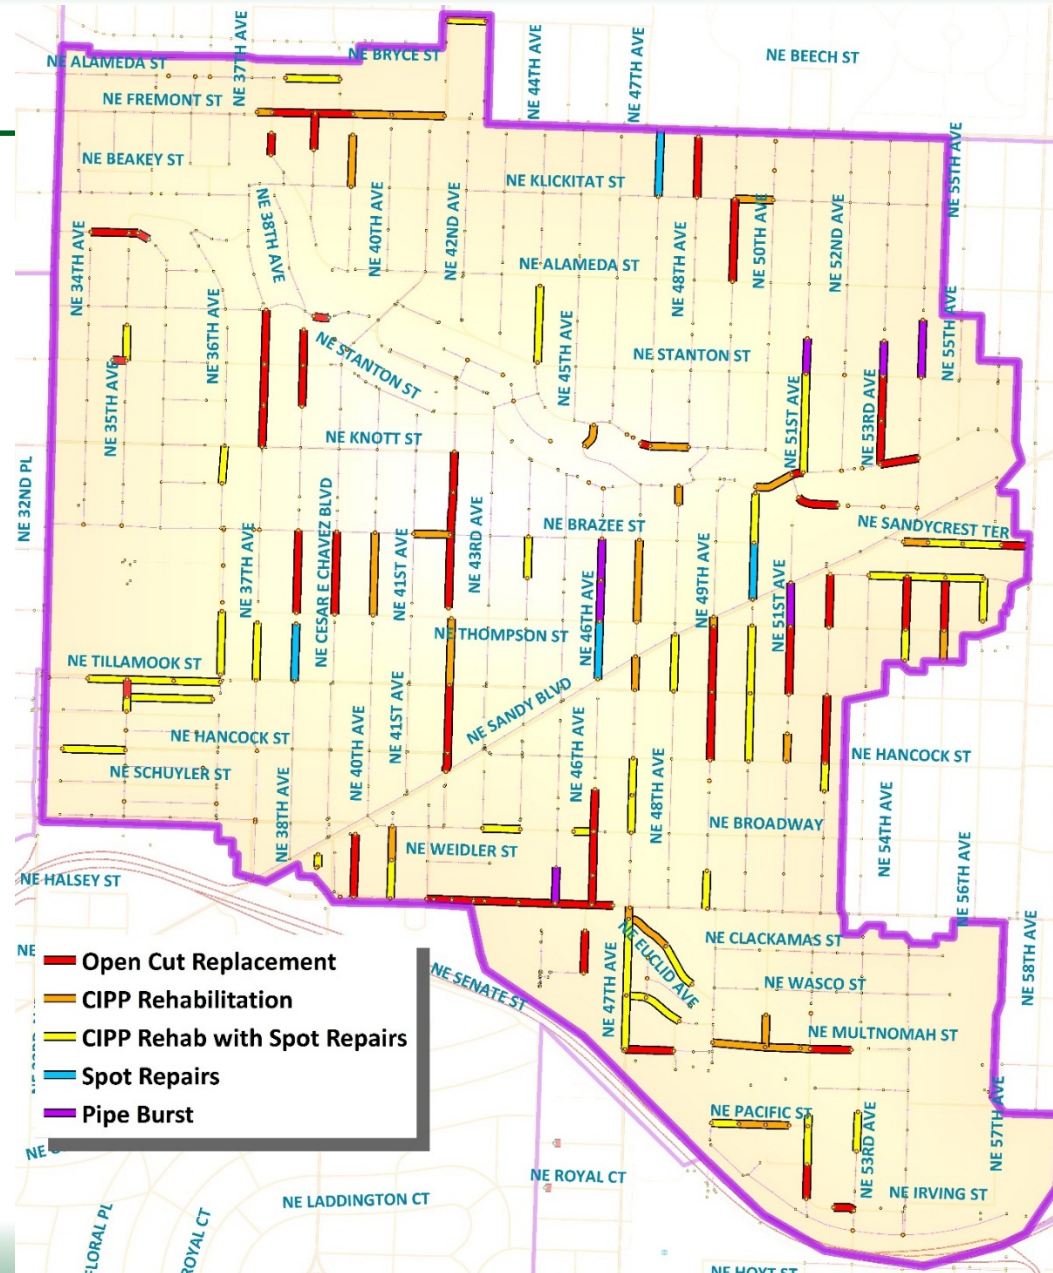 NE 37TH AVE
NE BRYCE ST
NE ALAMEDA ST
NE 44TH AVE
NE 47TH AVE
NE BEECH ST
NE FREMONT ST
NE BEAKEY ST
NE 55TH AVE
NE KLICKITAT ST
NE 38TH AVE
NE 40TH AVE
NE 42ND AVE
NE 34TH AVE
NE 48TH AVE
NE 50TH AVE
NE 52ND AVE
NE ALAMEDA ST
NE 36TH AVE
NE 45TH AVE
NE 55TH AVE
NE STANTON ST
NE STANTON ST
NE 35TH AVE
NE 51ST AVE
NE 53RD AVE
NE KNOTT ST
NE 32ND PL
NE CESAR E CHAVEZ BLVD
NE 43RD AVE
NE BRAZEE ST
NE SANDYCREST TER
NE 37TH AVE
NE 41ST AVE
NE 46TH AVE
NE 49TH AVE
NE 51ST AVE
NE THOMPSON ST
NE TILLAMOOK ST
NE SANDY BLVD
NE 41ST AVE
NE HANCOCK ST
NE 40TH AVE
NE 46TH AVE
NE 48TH AVE
NE HANCOCK ST
NE SCHUYLER ST
NE 38TH AVE
NE BROADWAY
NE 54TH AVE
NE WEIDLER ST
NE 56TH AVE
NE HALSEY ST
NE
NE CLACKAMAS ST
NE 58TH AVE
NE EUCLID AVE
NE SENATE ST
NE WASCO ST
NE 47TH AVE
NE MULTNOMAH ST
Open Cut Replacement
CIPP Rehabilitation
CIPP Rehab with Spot Repairs
Spot Repairs
Pipe Burst
NE PACIFIC ST
NE 53RD AVE
NE 57TH AVE
NE
NE ROYAL CT
NE IRVING ST
NE LADDINGTON CT
FLORAL PL
ROYAL CT
NE HOYT ST